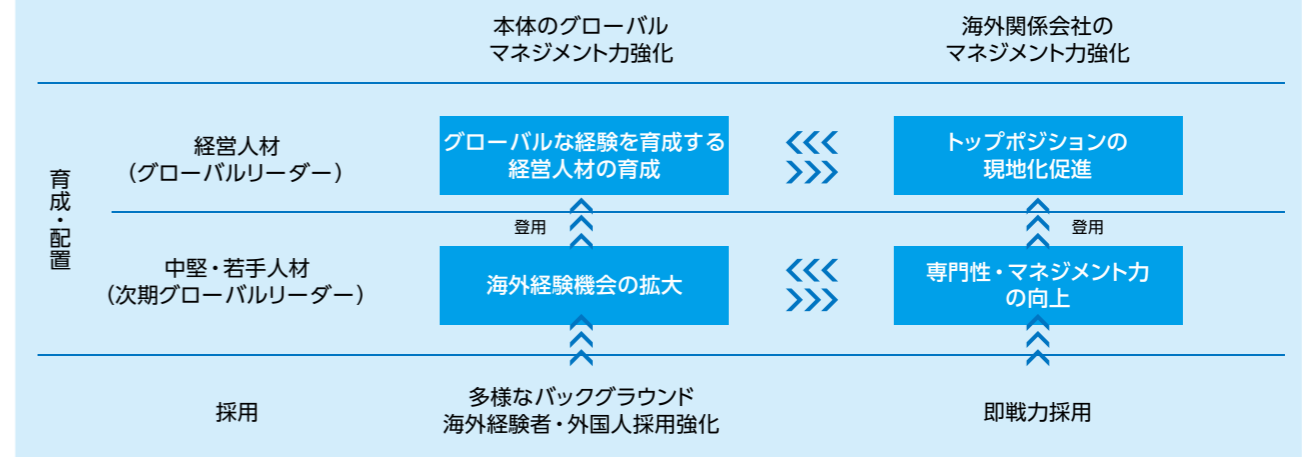 本体のグローバル
マネジメント力強化
海外関係会社の
マネジメント力強化
育成・配置
経営人材
（グローバルリーダー）
グローバルな経験を育成する
経営人材の育成
トップポジションの
現地化促進
登用
登用
中堅・若手人材
（次期グローバルリーダー）
海外経験機会の拡大
専門性・マネジメント力
の向上
採用
多様なバックグラウンド
海外経験者・外国人採用強化
即戦力採用